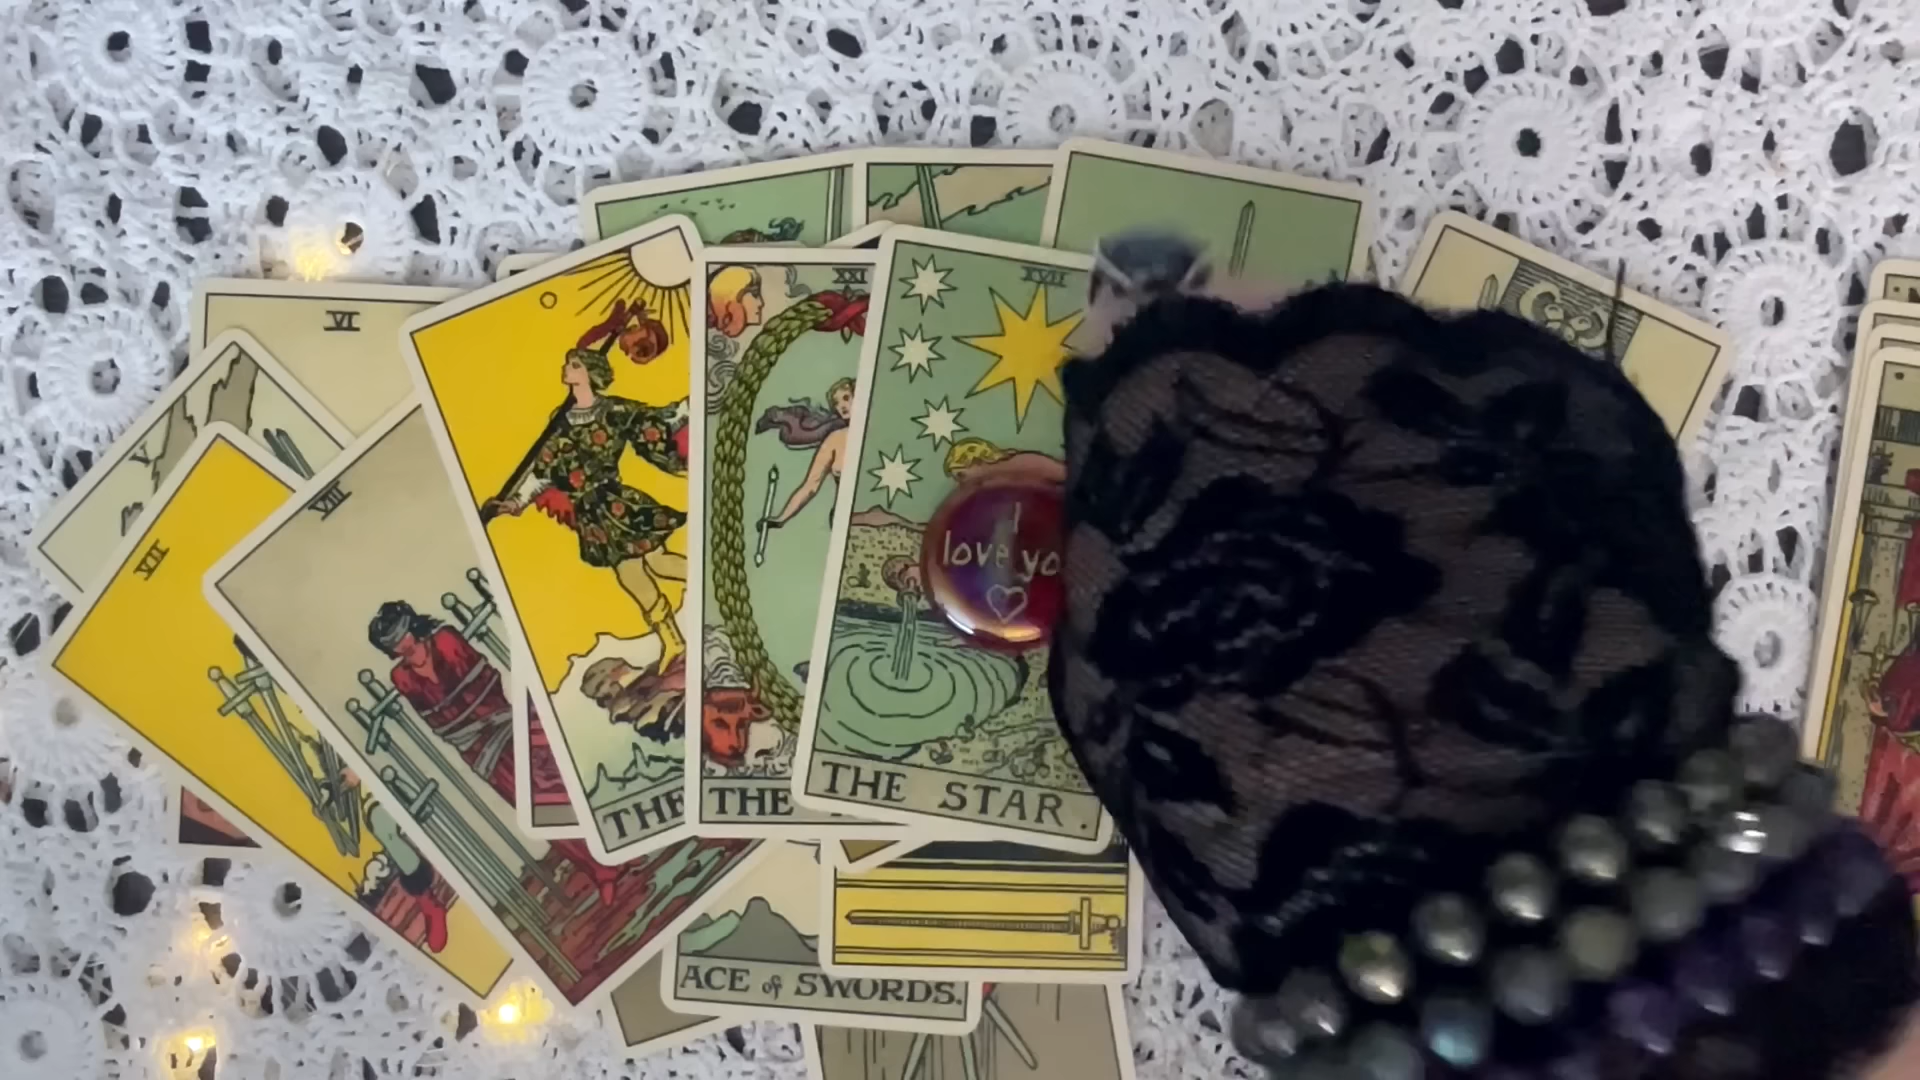 VI
XXI
XVII
V
VII
VIII
I
love yo
THE
THE
THE STAR.
ACE of SWORDS.